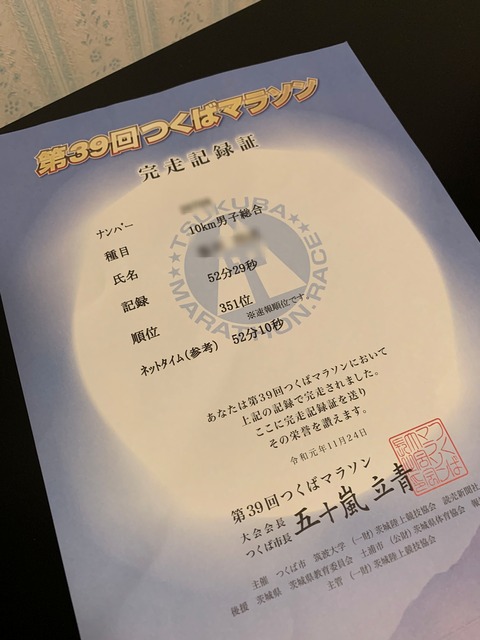 第39回つくばマラソン
完走記録証
TSUKUBA
MARATHON RACE
ナンバー
種目 10km男子総合
氏名
記録 52分29秒
順位 351位
※速報順位です。
ネットタイム(参考) 52分10秒
あなたは第39回つくばマラソンにおいて
上記の記録で完走されました。
ここに完走記録証を送り
その栄誉を讃えます。
令和元年11月24日
第39回つくばマラソン
大会会長
つくば市長 五十嵐 立青
主催 つくば市 筑波大学 (一財)茨城陸上競技協会 読売新聞社
後援 茨城県 茨城県教育委員会 土浦市 (公財)茨城県体育協会 報
主管 (一財)茨城陸上競技協会